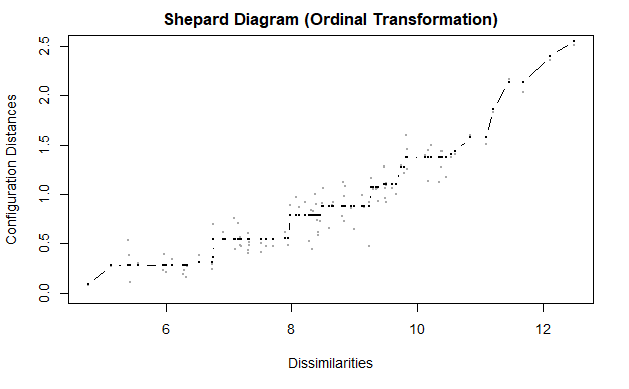 Shepard Diagram (Ordinal Transformation)
2.5
2.0
1.5
1.0
0.5
0.0
Configuration Distances
6 8 10 12
Dissimilarities